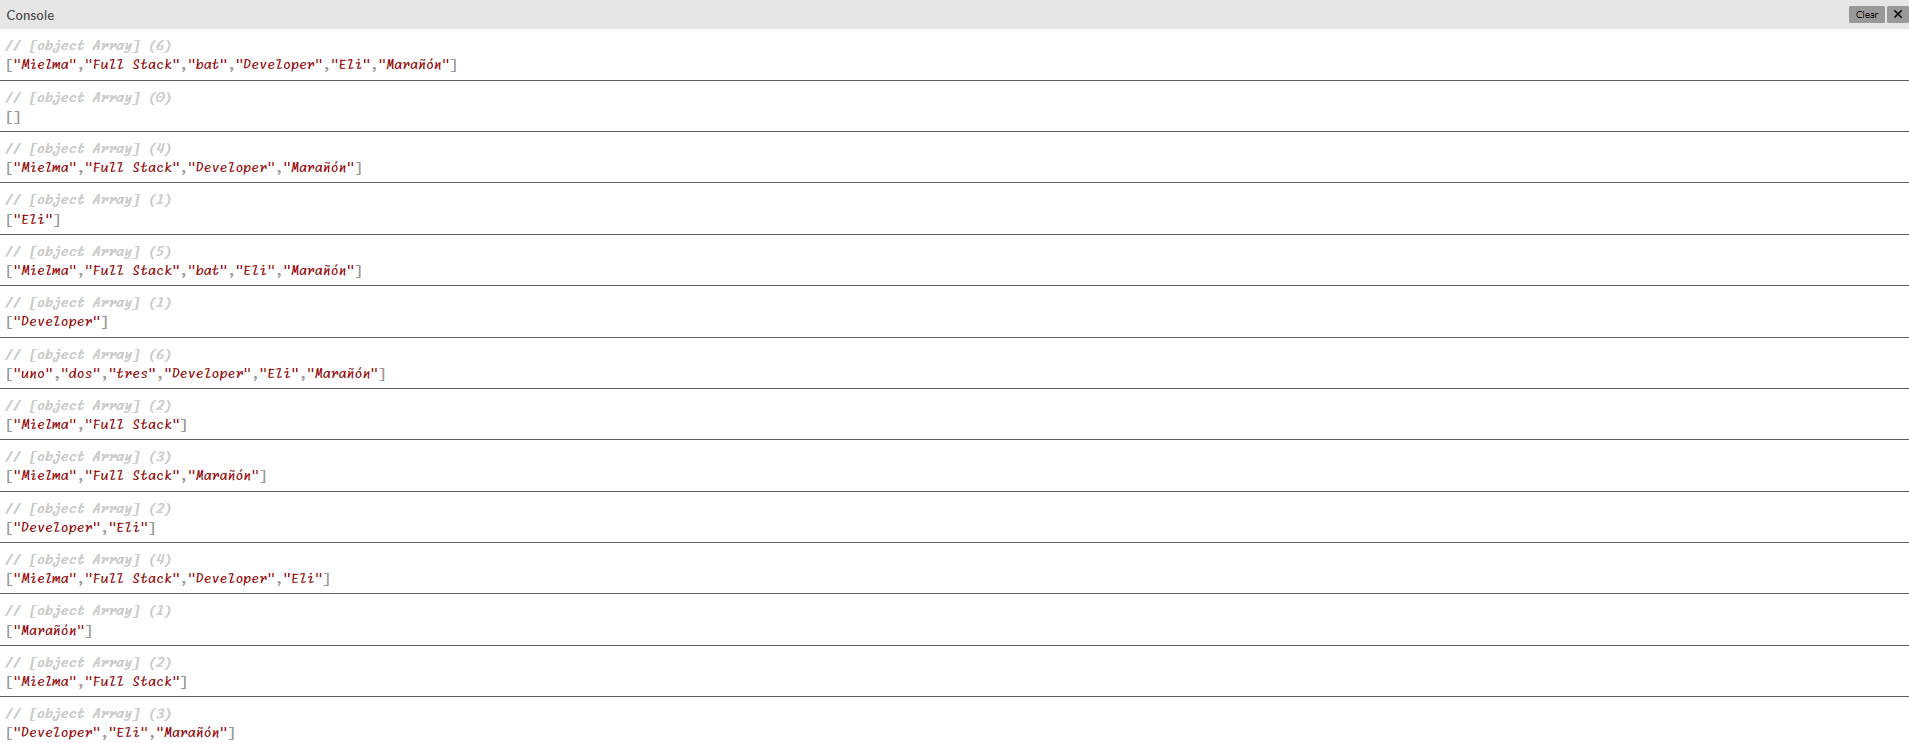 Console
Clear ×
// [object Array] (6)
["Mielma","Full Stack","bat","Developer","Eli","Marañón"]
// [object Array] (0)
[]
// [object Array] (4)
["Mielma","Full Stack","Developer","Marañón"]
// [object Array] (1)
["Eli"]
// [object Array] (5)
["Mielma","Full Stack","bat","Eli","Marañón"]
// [object Array] (1)
["Developer"]
// [object Array] (6)
["uno","dos","tres","Developer","Eli","Marañón"]
// [object Array] (2)
["Mielma","Full Stack"]
// [object Array] (3)
["Mielma","Full Stack","Marañón"]
// [object Array] (2)
["Developer","Eli"]
// [object Array] (4)
["Mielma","Full Stack","Developer","Eli"]
// [object Array] (1)
["Marañón"]
// [object Array] (2)
["Mielma","Full Stack"]
// [object Array] (3)
["Developer","Eli","Marañón"]